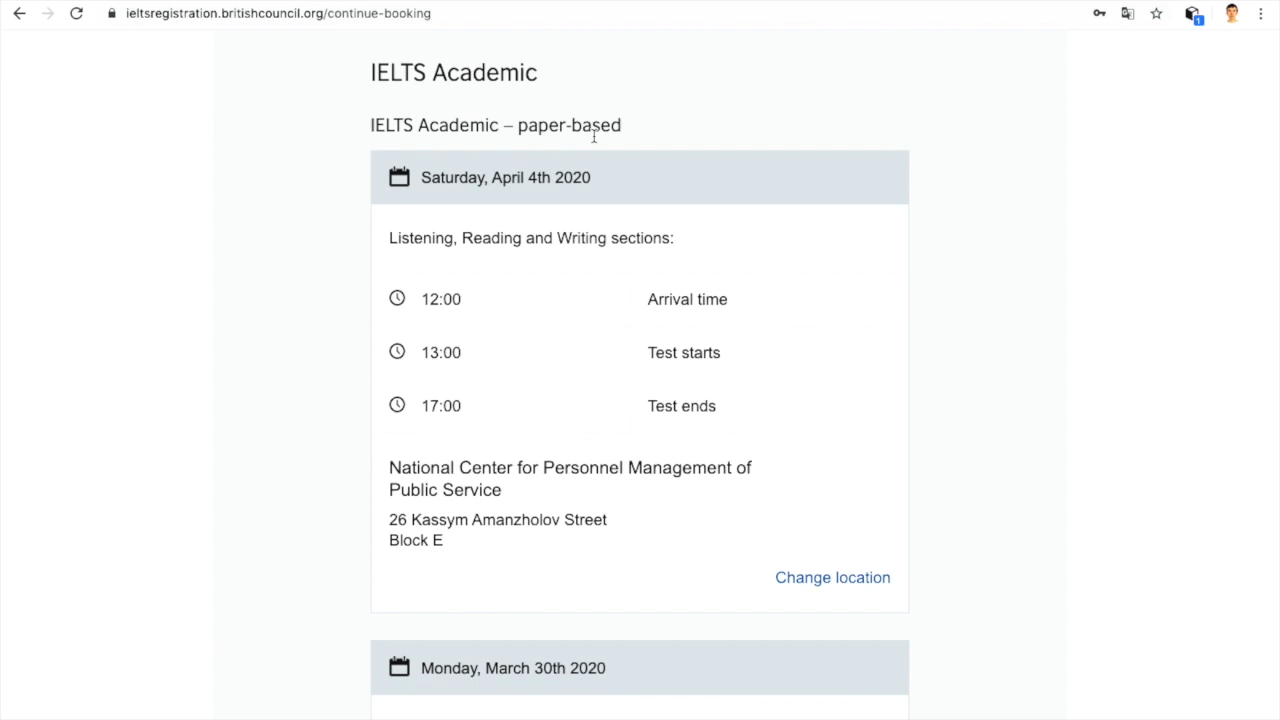 ieltsregistration.britishcouncil.org/continue-booking
1
IELTS Academic
IELTS Academic – paper-based
Saturday, April 4th 2020
Listening, Reading and Writing sections:
12:00 Arrival time
13:00 Test starts
17:00 Test ends
National Center for Personnel Management of
Public Service
26 Kassym Amanzholov Street
Block E
Change location
Monday, March 30th 2020